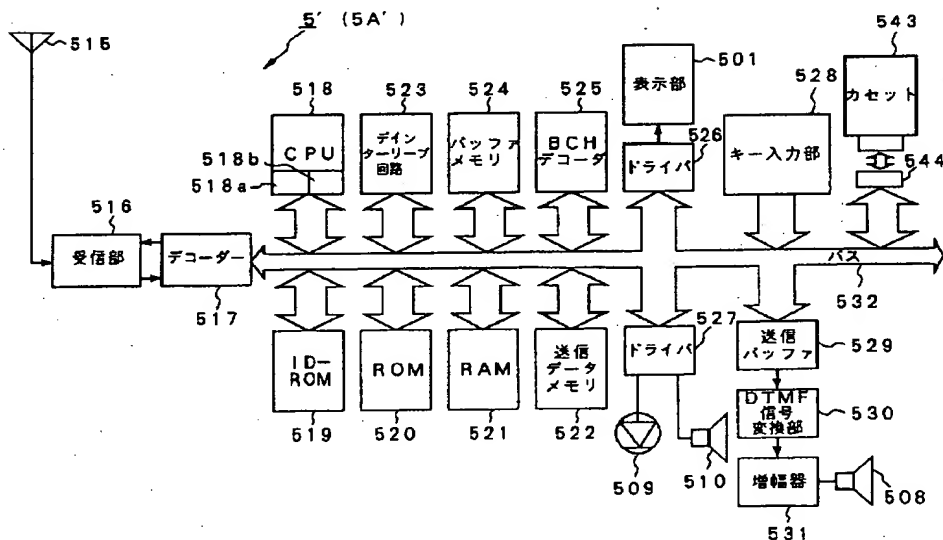 5' (5A')
515
518
CPU
518b
518a
523
デイン
ターリーブ
回路
524
バッファ
メモリ
525
BCH
デコーダ
501
表示部
526
ドライバ
528
キー入力部
543
カセット
544
516
受信部
デコーダー
517
バス
532
ID-
ROM
519
ROM
520
RAM
521
送信
データ
メモリ
522
527
ドライバ
509
510
送信
バッファ
529
DTMF
信号
変換部
530
増幅器
531
508